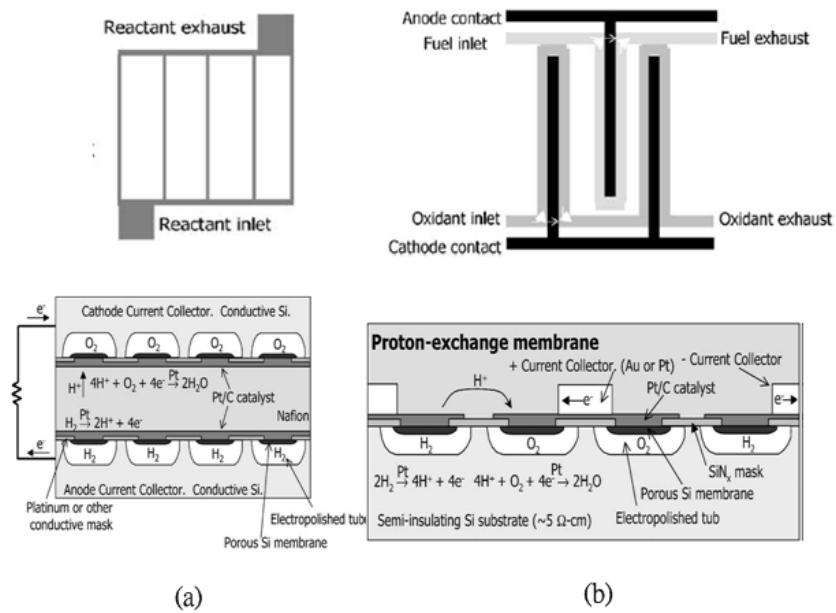 Reactant exhaust
Reactant inlet
Anode contact
Fuel inlet
Fuel exhaust
Oxidant inlet
Oxidant exhaust
Cathode contact
e-
Cathode Current Collector. Conductive Si.
O2 O2 O2 O2
H+ 4H+ + O2 + 4e- Pt→ 2H2O
Pt/C catalyst
H2 Pt→ 2H+ + 4e-
Nafion
e-
H2 H2 H2 H2
Anode Current Collector. Conductive Si.
Platinum or other
conductive mask
Electropolished tub
Porous Si membrane
Proton-exchange membrane
+ Current Collector. (Au or Pt)
- Current Collector
H+
e-
e-
Pt/C catalyst
H2 O2 O2 H2
SiNx mask
2H2 Pt→ 4H+ + 4e- 4H+ + O2 + 4e- Pt→ 2H2O
Porous Si membrane
Electropolished tub
Semi-insulating Si substrate (~5 Ω-cm)
(a)
(b)